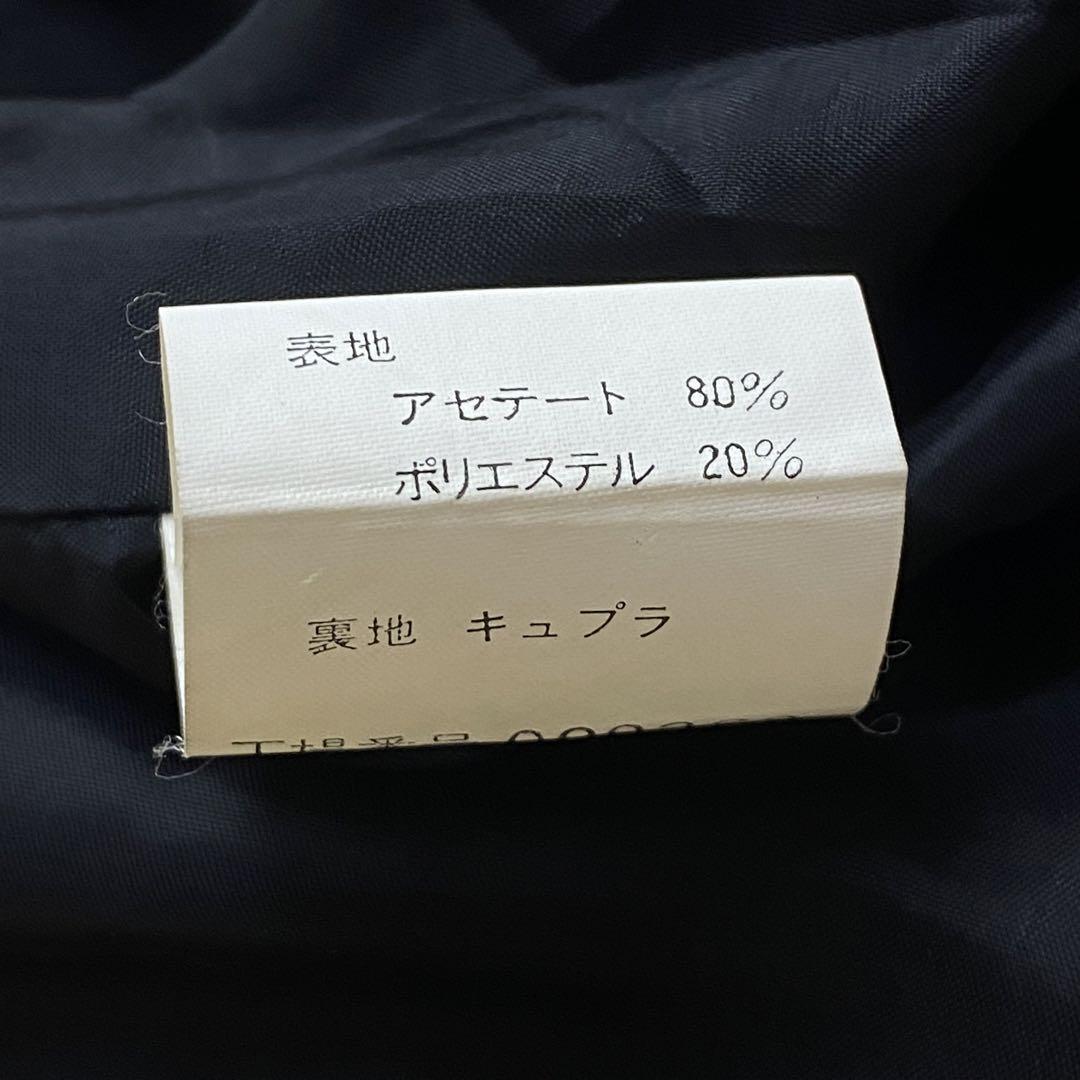 表地
アセテート 80%
ポリエステル 20%
裏地 キュプラ